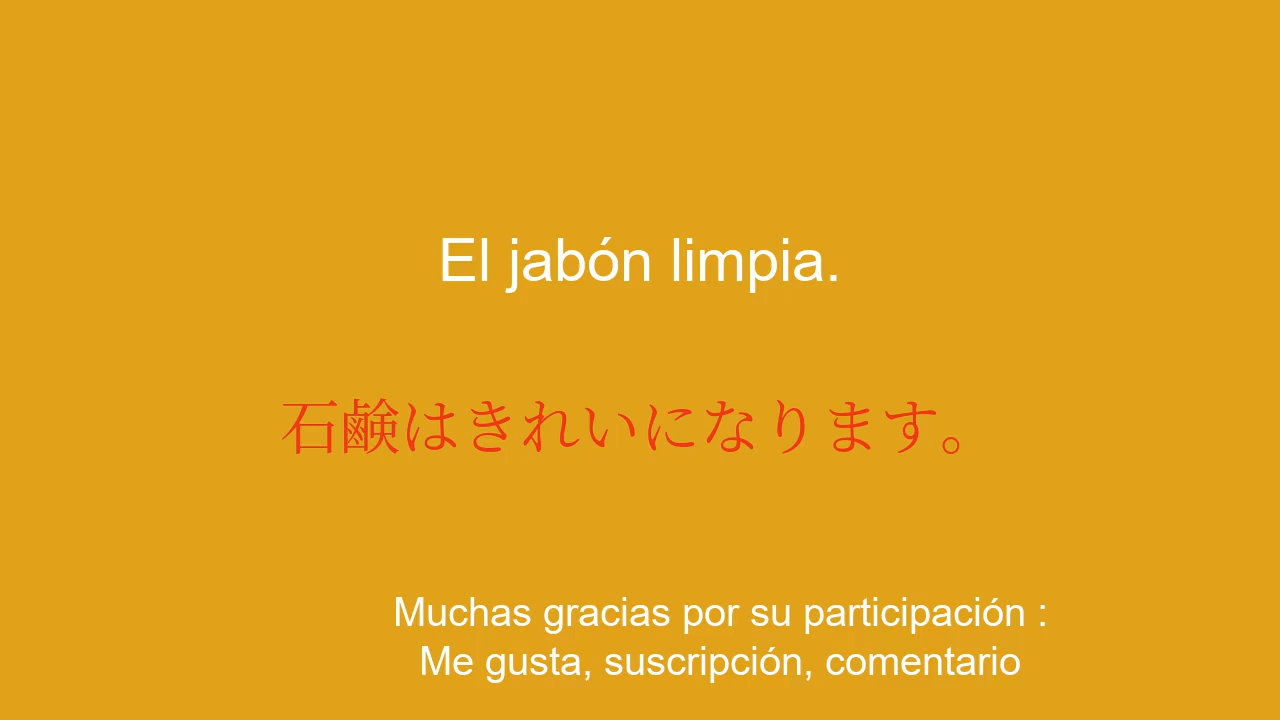 El jabón limpia.
石鹸はきれいになります。
Muchas gracias por su participación :
Me gusta, suscripción, comentario